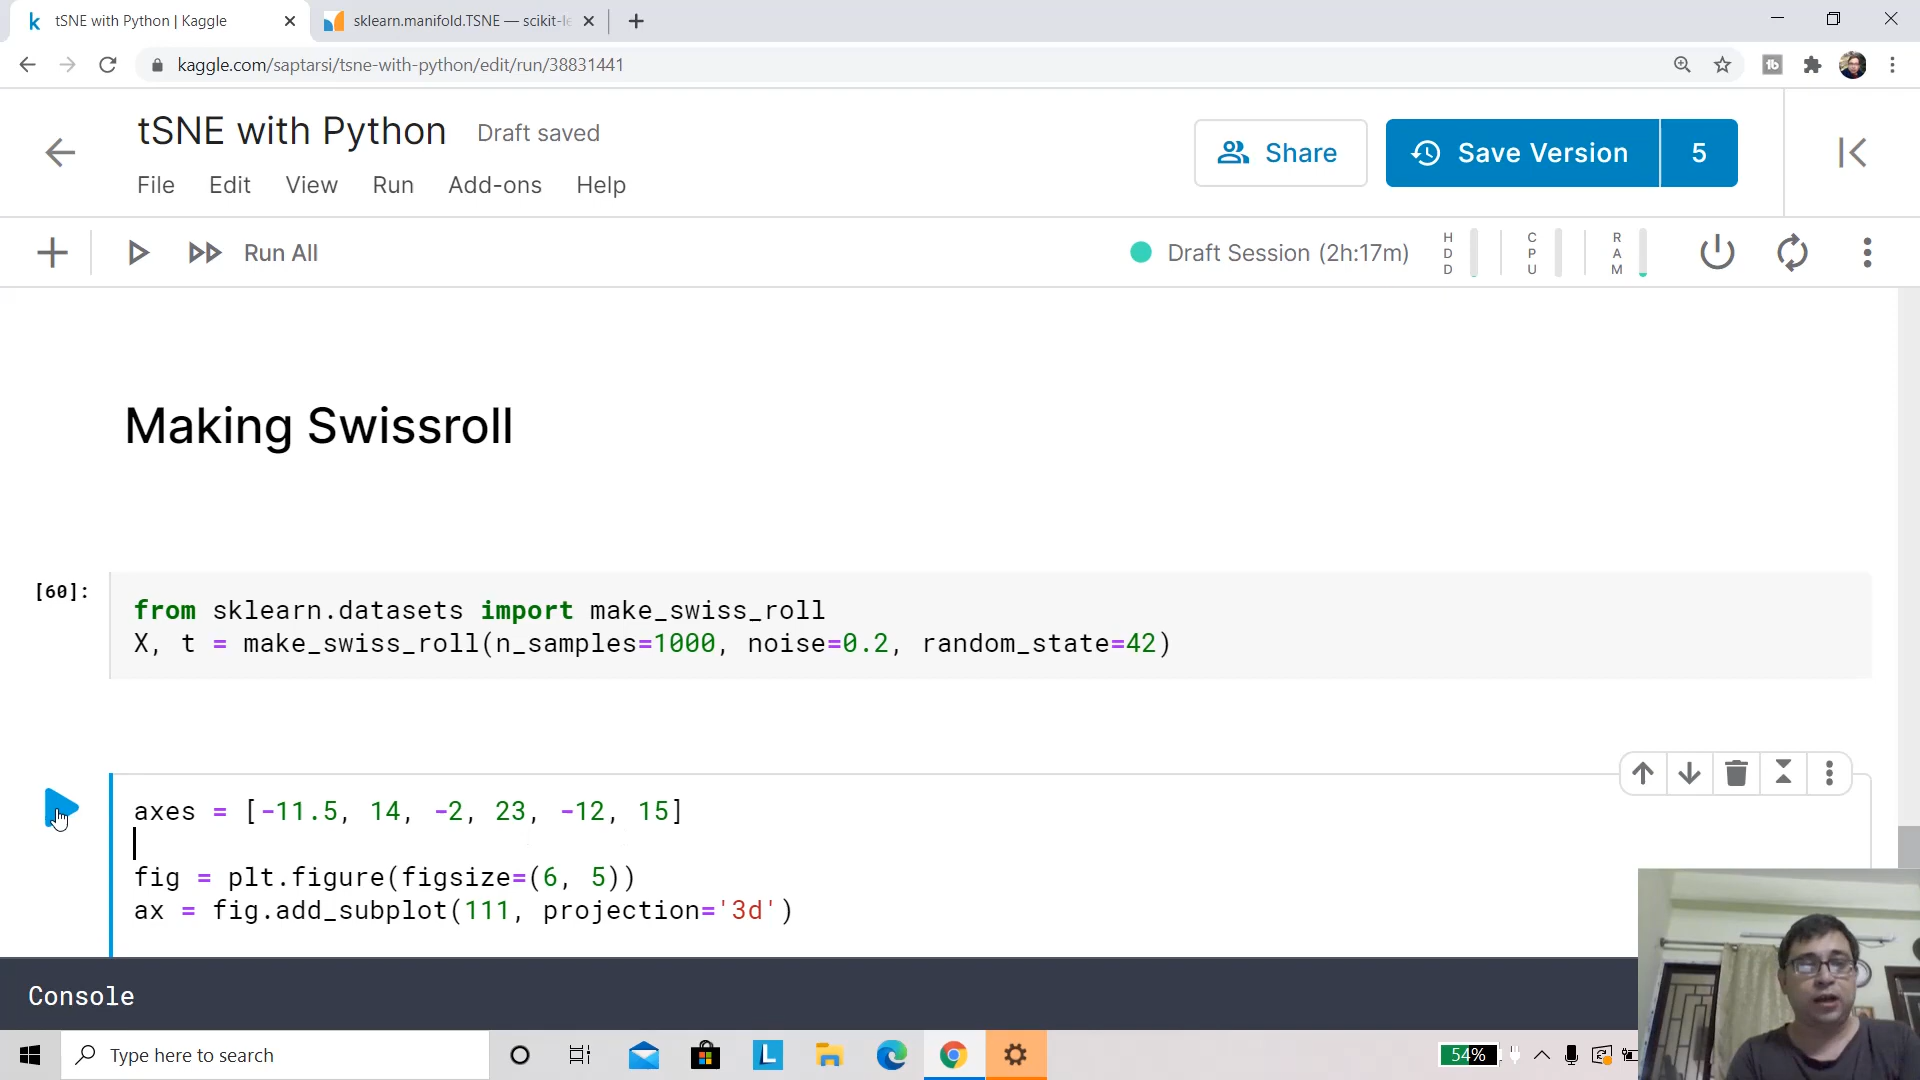 tSNE with Python | Kaggle
sklearn.manifold.TSNE — scikit-le
kaggle.com/saptarsi/tsne-with-python/edit/run/38831441
tSNE with Python
Draft saved
File Edit View Run Add-ons Help
Share
Save Version
5
Run All
Draft Session (2h:17m)
HDD
CPU
RAM
Making Swissroll
[60]:
from sklearn.datasets import make_swiss_roll
X, t = make_swiss_roll(n_samples=1000, noise=0.2, random_state=42)
axes = [-11.5, 14, -2, 23, -12, 15]
fig = plt.figure(figsize=(6, 5))
ax = fig.add_subplot(111, projection='3d')
Console
Type here to search
54%